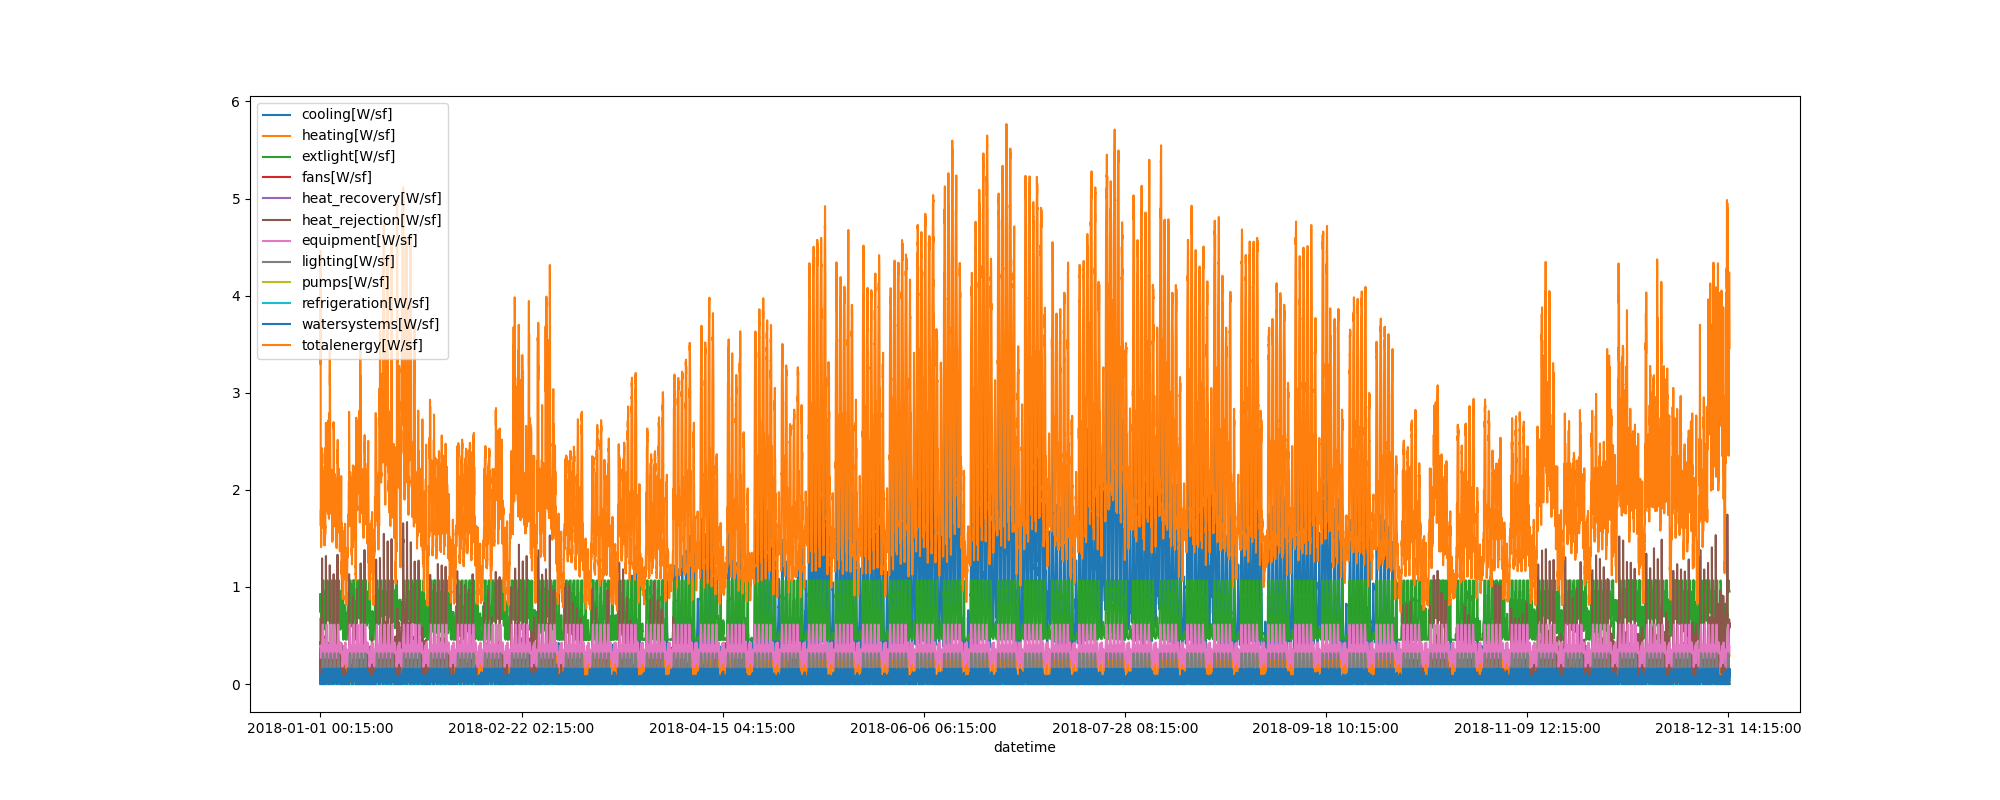 6
5
4
3
2
1
0
cooling[W/sf]
heating[W/sf]
extlight[W/sf]
fans[W/sf]
heat_recovery[W/sf]
heat_rejection[W/sf]
equipment[W/sf]
lighting[W/sf]
pumps[W/sf]
refrigeration[W/sf]
watersystems[W/sf]
totalenergy[W/sf]
2018-01-01 00:15:00 2018-02-22 02:15:00 2018-04-15 04:15:00 2018-06-06 06:15:00 2018-07-28 08:15:00 2018-09-18 10:15:00 2018-11-09 12:15:00 2018-12-31 14:15:00
datetime